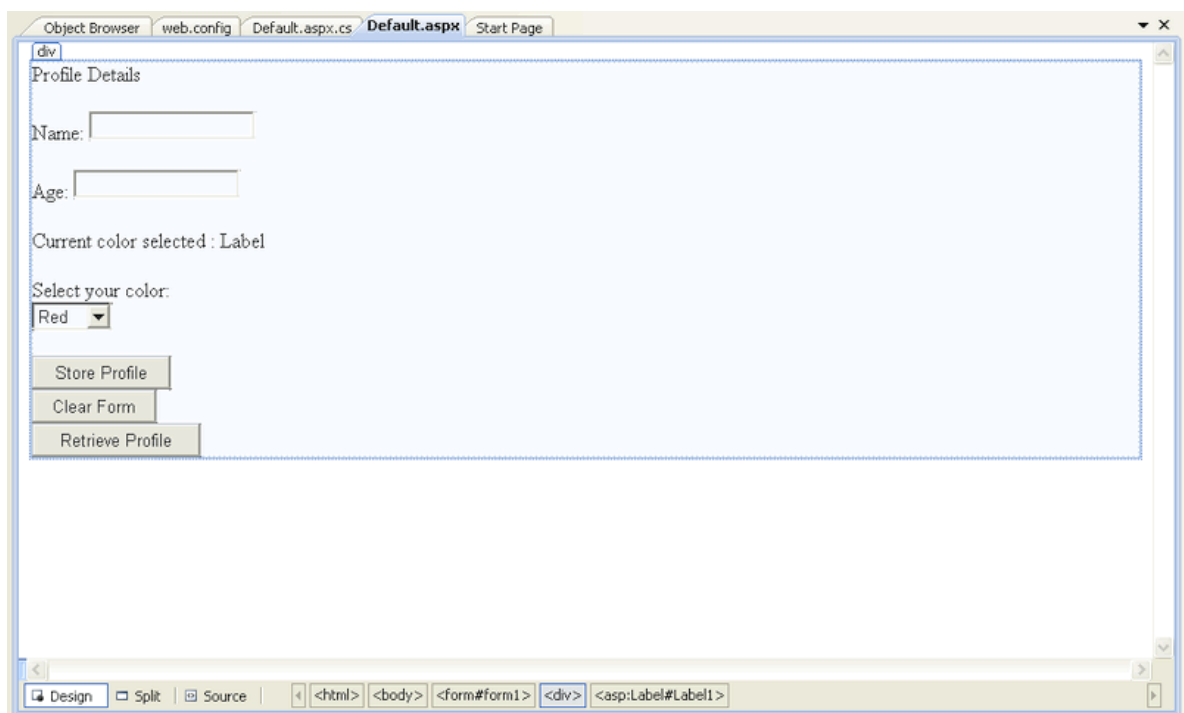 Object Browser web.config Default.aspx.cs Default.aspx Start Page
div
Profile Details
Name:
Age:
Current color selected : Label
Select your color:
Red
Store Profile
Clear Form
Retrieve Profile
Design Split Source <html> <body> <form#form1> <div> <asp:Label#Label1>